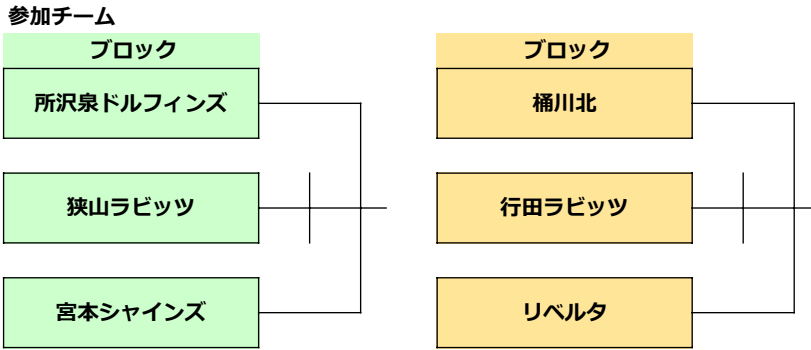 参加チーム
ブロック
所沢泉ドルフィンズ
狭山ラビッツ
宮本シャインズ
ブロック
桶川北
行田ラビッツ
リベルタ